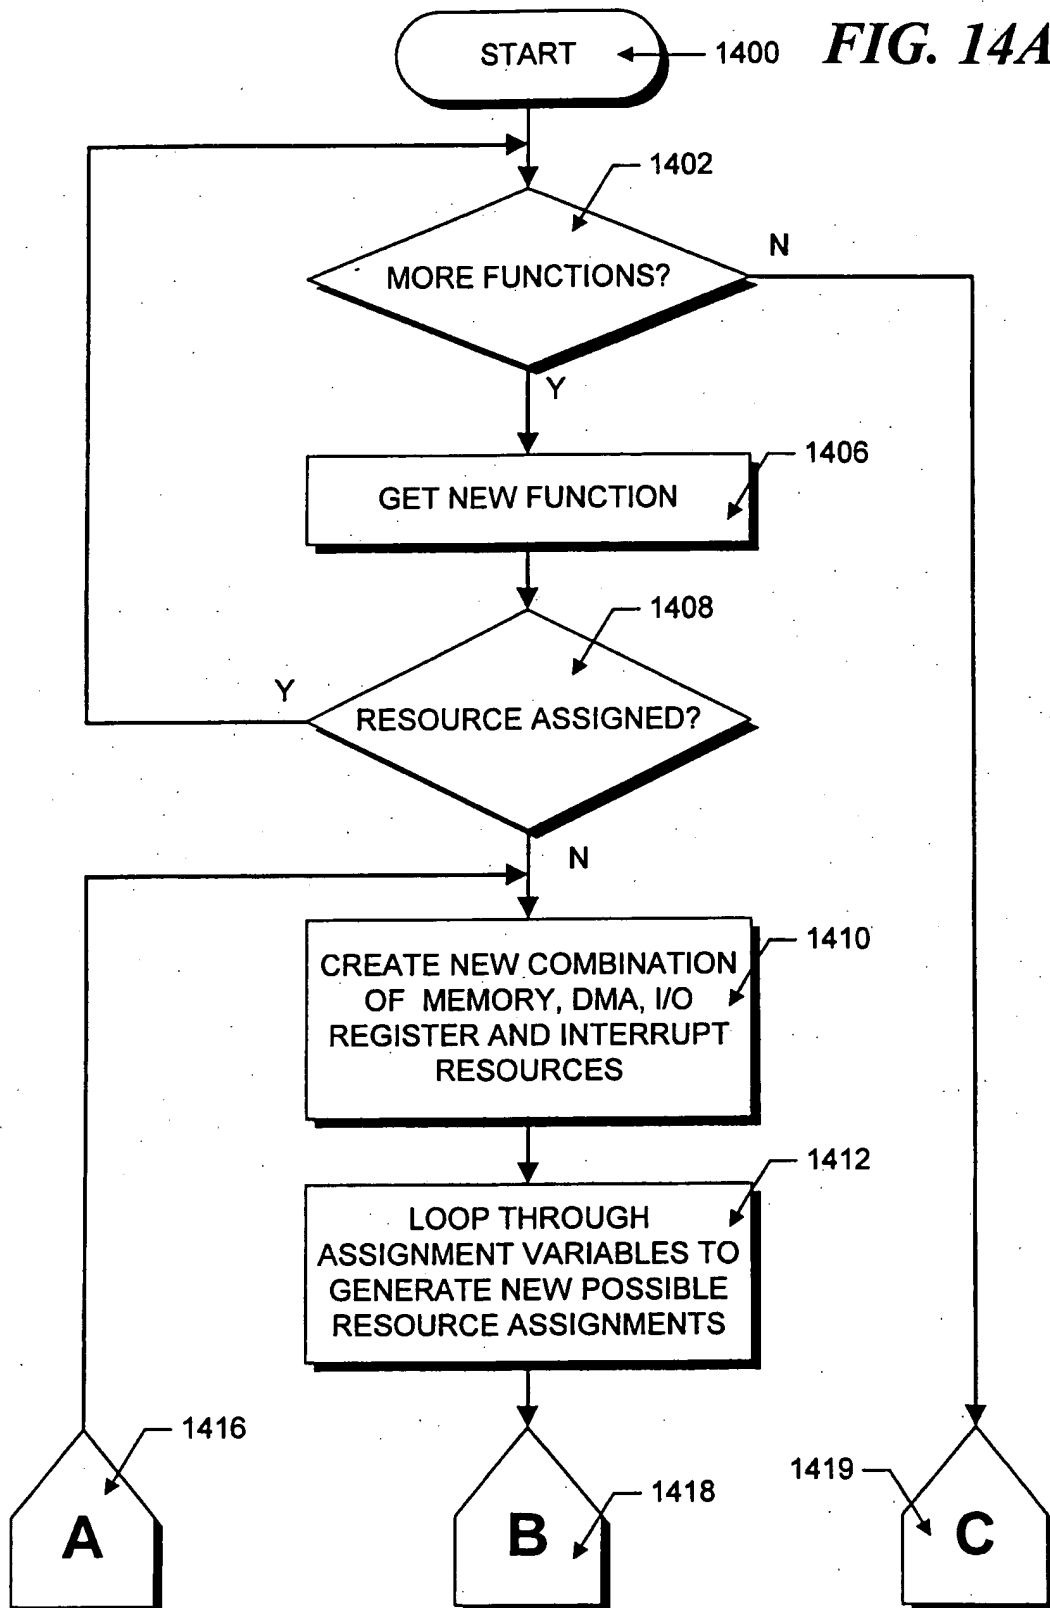 START
1400
FIG. 14A
1402
N
MORE FUNCTIONS?
Y
1406
GET NEW FUNCTION
1408
Y
RESOURCE ASSIGNED?
N
1410
CREATE NEW COMBINATION
OF MEMORY, DMA, I/O
REGISTER AND INTERRUPT
RESOURCES
1412
LOOP THROUGH
ASSIGNMENT VARIABLES TO
GENERATE NEW POSSIBLE
RESOURCE ASSIGNMENTS
1416
A
1418
B
1419
C